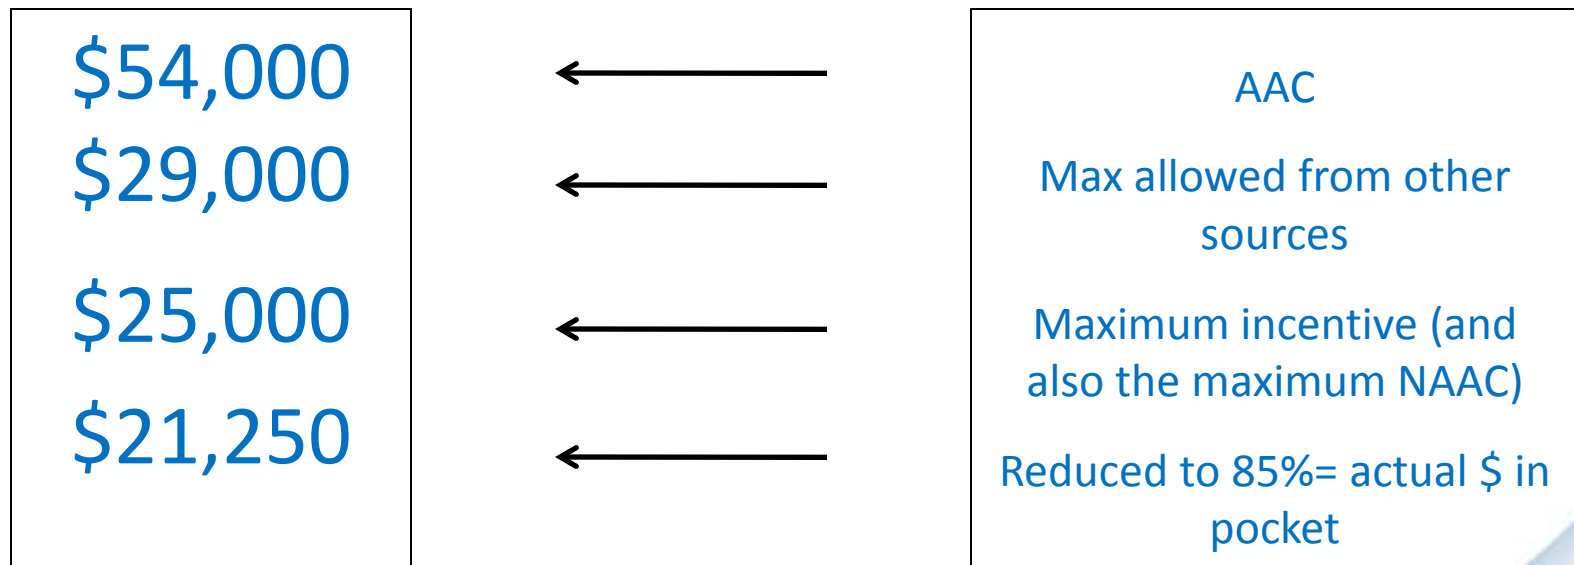 $54,000
$29,000
$25,000
$21,250
AAC
Max allowed from other
sources
Maximum incentive (and
also the maximum NAAC)
Reduced to 85%= actual $ in
pocket